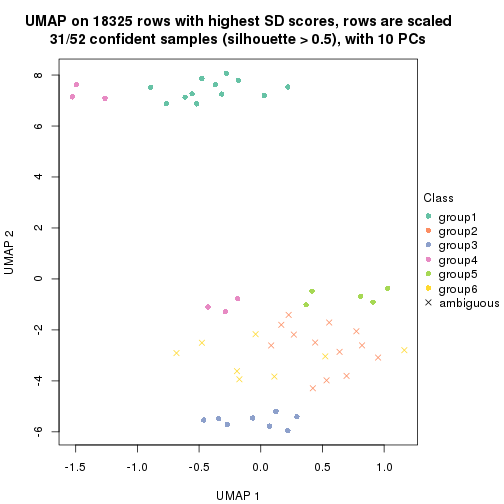 UMAP on 18325 rows with highest SD scores, rows are scaled
31/52 confident samples (silhouette > 0.5), with 10 PCs
8
6
4
2
0
-2
-4
-6
UMAP 2
-1.5 -1.0 -0.5 0.0 0.5 1.0
UMAP 1
Class
group1
group2
group3
group4
group5
group6
ambiguous